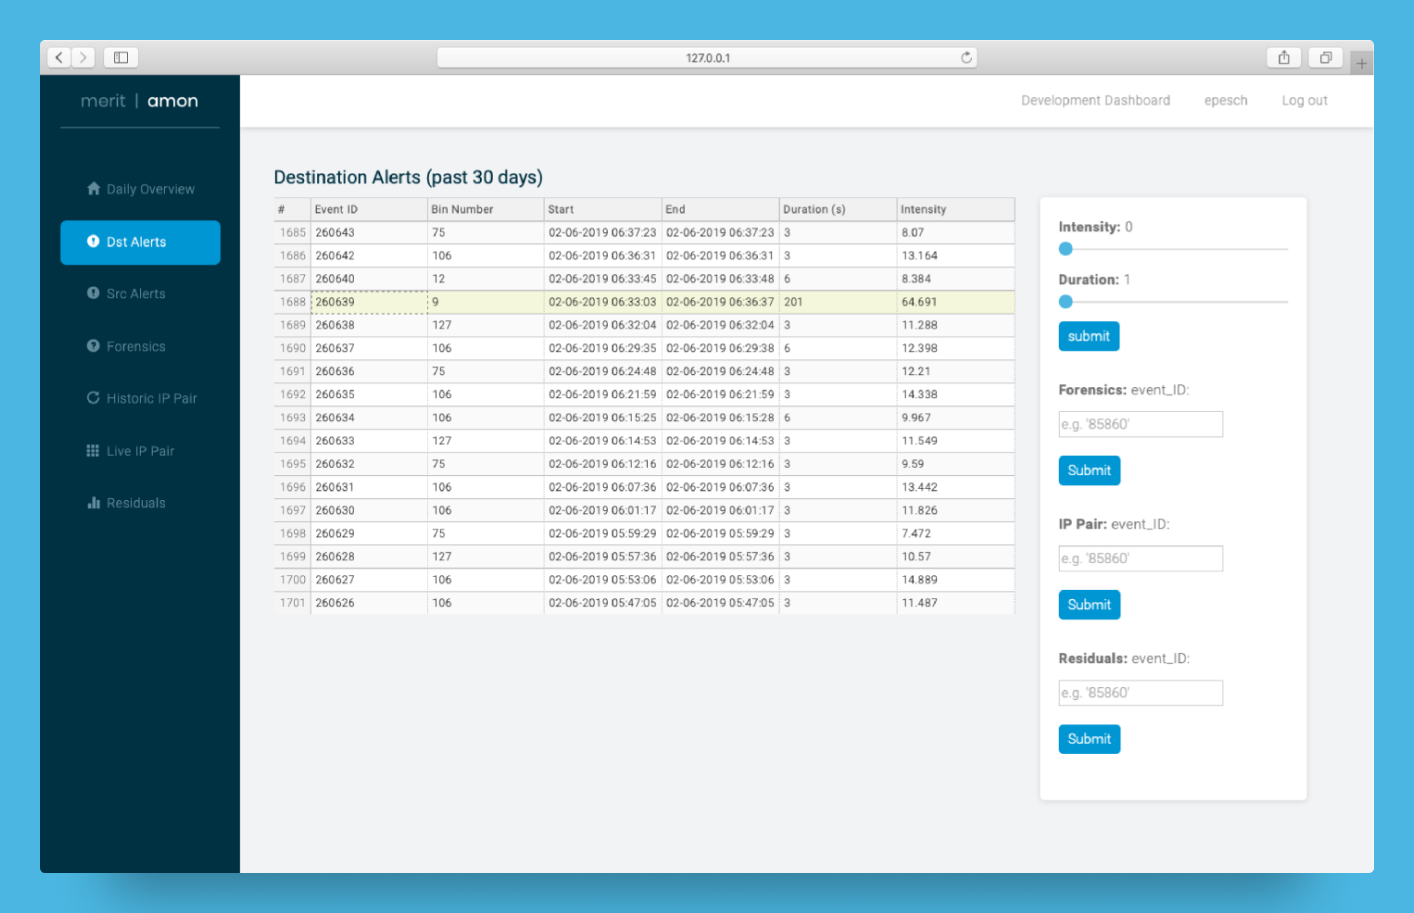 127.0.0.1
merit | amon
Development Dashboard epesch Log out
Daily Overview
Dst Alerts
Src Alerts
Forensics
Historic IP Pair
Live IP Pair
Residuals
Destination Alerts (past 30 days)
# Event ID Bin Number Start End Duration (s) Intensity
1685 260643 75 02-06-2019 06:37:23 02-06-2019 06:37:23 3 8.07
1686 260642 106 02-06-2019 06:36:31 02-06-2019 06:36:31 3 13.164
1687 260640 12 02-06-2019 06:33:45 02-06-2019 06:33:48 6 8.384
1688 260639 9 02-06-2019 06:33:03 02-06-2019 06:36:37 201 64.691
1689 260638 127 02-06-2019 06:32:04 02-06-2019 06:32:04 3 11.288
1690 260637 106 02-06-2019 06:29:35 02-06-2019 06:29:38 6 12.398
1691 260636 75 02-06-2019 06:24:48 02-06-2019 06:24:48 3 12.21
1692 260635 106 02-06-2019 06:21:59 02-06-2019 06:21:59 3 14.338
1693 260634 106 02-06-2019 06:15:25 02-06-2019 06:15:28 6 9.967
1694 260633 127 02-06-2019 06:14:53 02-06-2019 06:14:53 3 11.549
1695 260632 75 02-06-2019 06:12:16 02-06-2019 06:12:16 3 9.59
1696 260631 106 02-06-2019 06:07:36 02-06-2019 06:07:36 3 13.442
1697 260630 106 02-06-2019 06:01:17 02-06-2019 06:01:17 3 11.826
1698 260629 75 02-06-2019 05:59:29 02-06-2019 05:59:29 3 7.472
1699 260628 127 02-06-2019 05:57:36 02-06-2019 05:57:36 3 10.57
1700 260627 106 02-06-2019 05:53:06 02-06-2019 05:53:06 3 14.889
1701 260626 106 02-06-2019 05:47:05 02-06-2019 05:47:05 3 11.487
Intensity: 0
Duration: 1
submit
Forensics: event_ID:
e.g. '85860'
Submit
IP Pair: event_ID:
e.g. '85860'
Submit
Residuals: event_ID:
e.g. '85860'
Submit